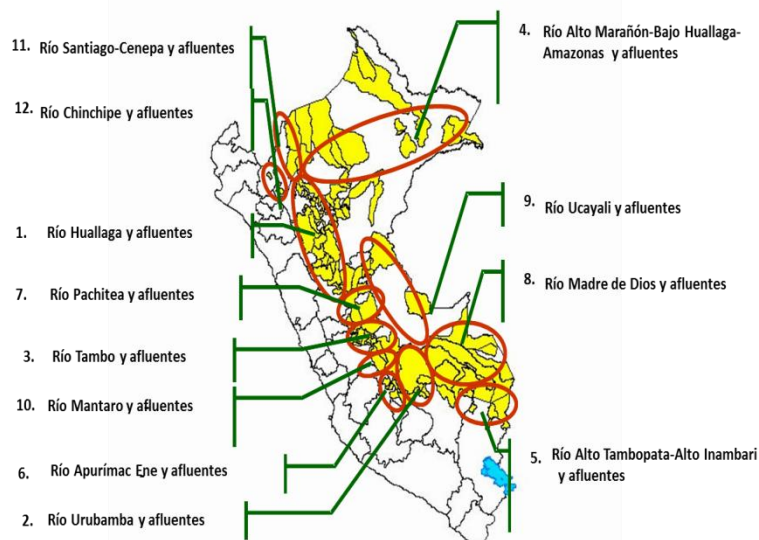 11. Río Santiago-Cenepa y afluentes
12. Río Chinchipe y afluentes
1. Río Huallaga y afluentes
7. Río Pachitea y afluentes
3. Río Tambo y afluentes
10. Río Mantaro y afluentes
6. Río Apurímac Ene y afluentes
2. Río Urubamba y afluentes
4. Río Alto Marañón-Bajo Huallaga-
Amazonas y afluentes
9. Río Ucayali y afluentes
8. Río Madre de Dios y afluentes
5. Río Alto Tambopata-Alto Inambari
y afluentes